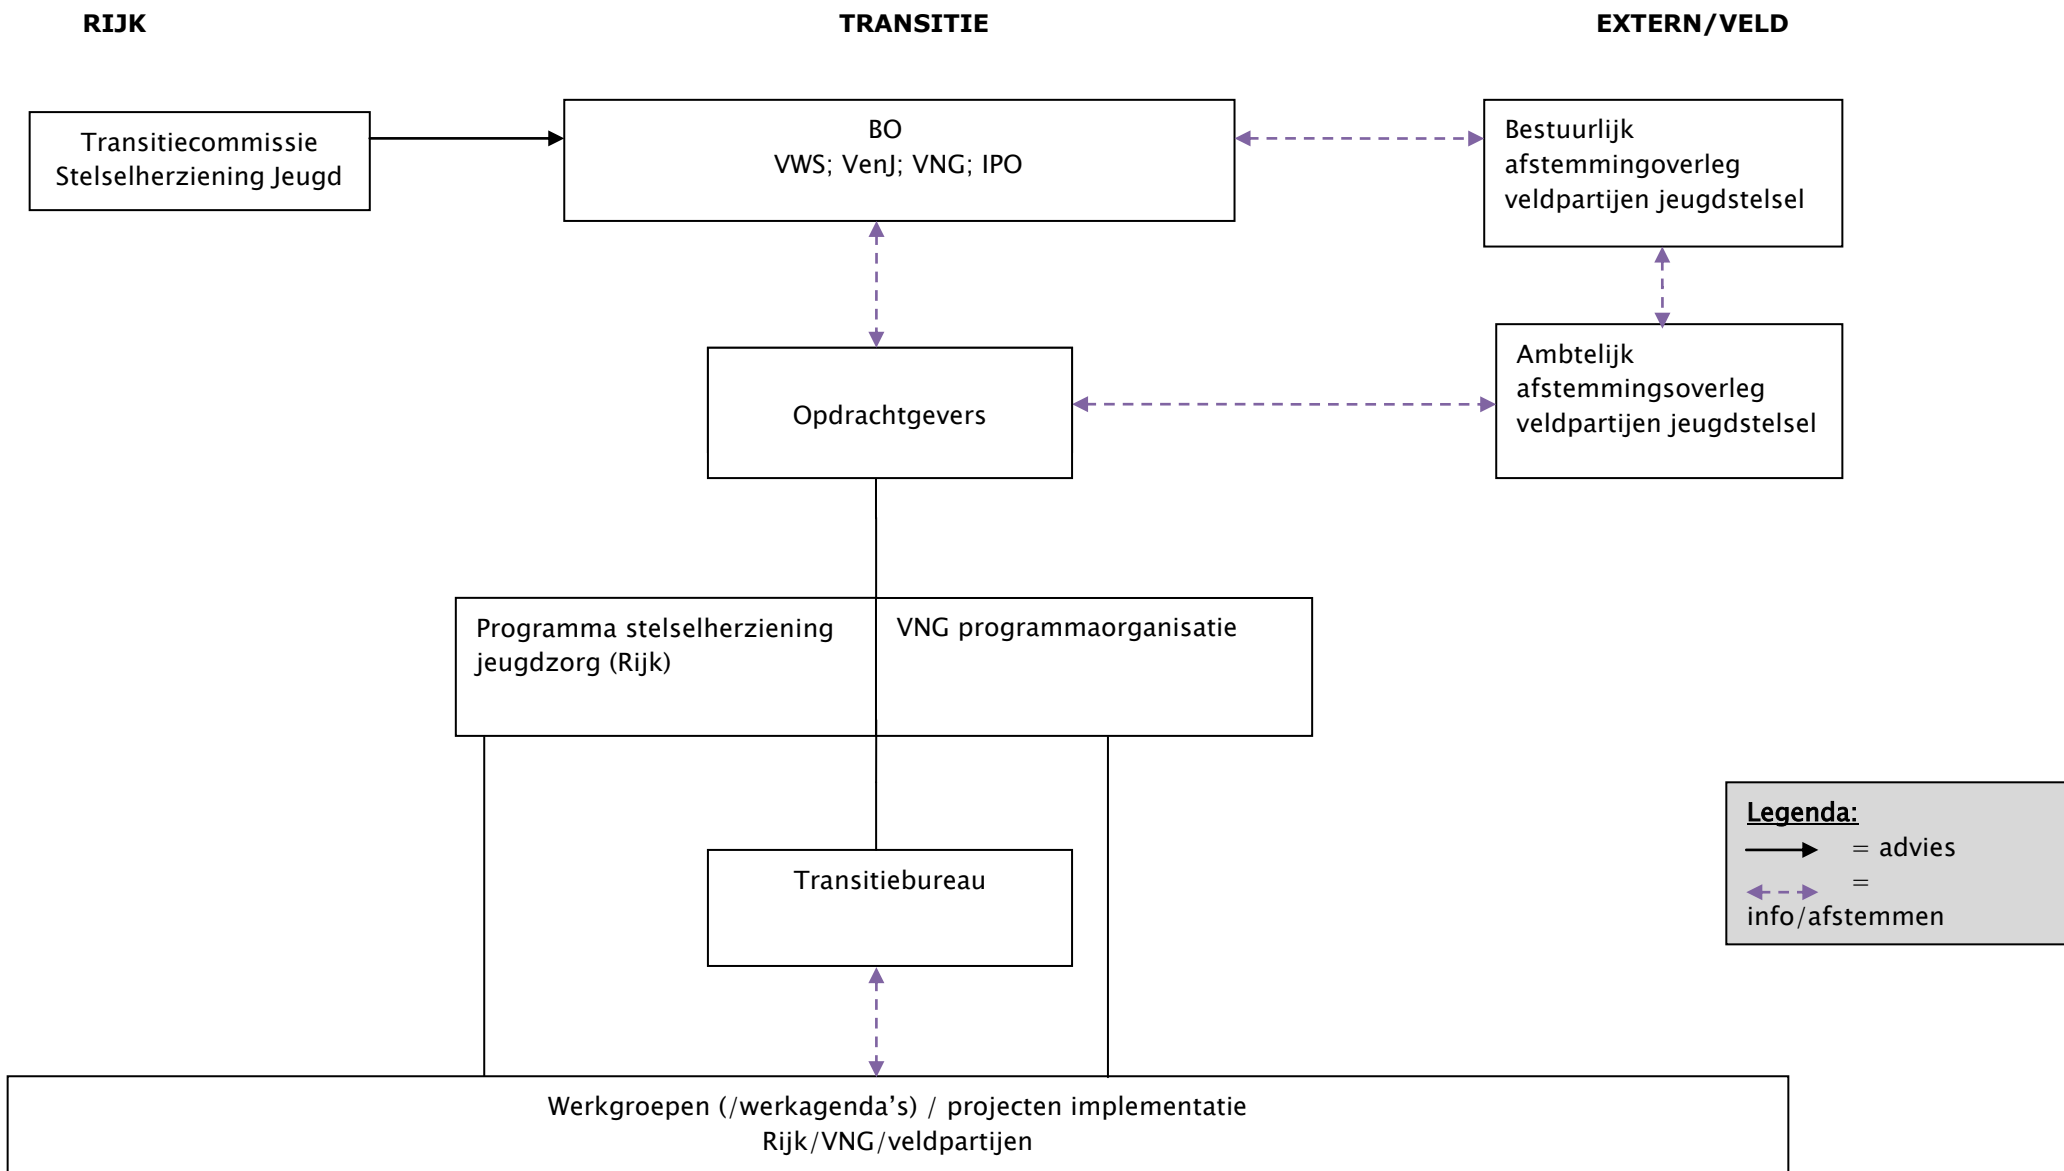 RIJK
TRANSITIE
EXTERN/VELD
Transitiecommissie
Stelselherziening Jeugd
BO
VWS; VenJ; VNG; IPO
Bestuurlijk
afstemmingoverleg
veldpartijen jeugdstelsel
Opdrachtgevers
Ambtelijk
afstemmingsoverleg
veldpartijen jeugdstelsel
Programma stelselherziening
jeugdzorg (Rijk)
VNG programmaorganisatie
Transitiebureau
Legenda:
= advies
=
info/afstemmen
Werkgroepen (/werkagenda’s) / projecten implementatie
Rijk/VNG/veldpartijen